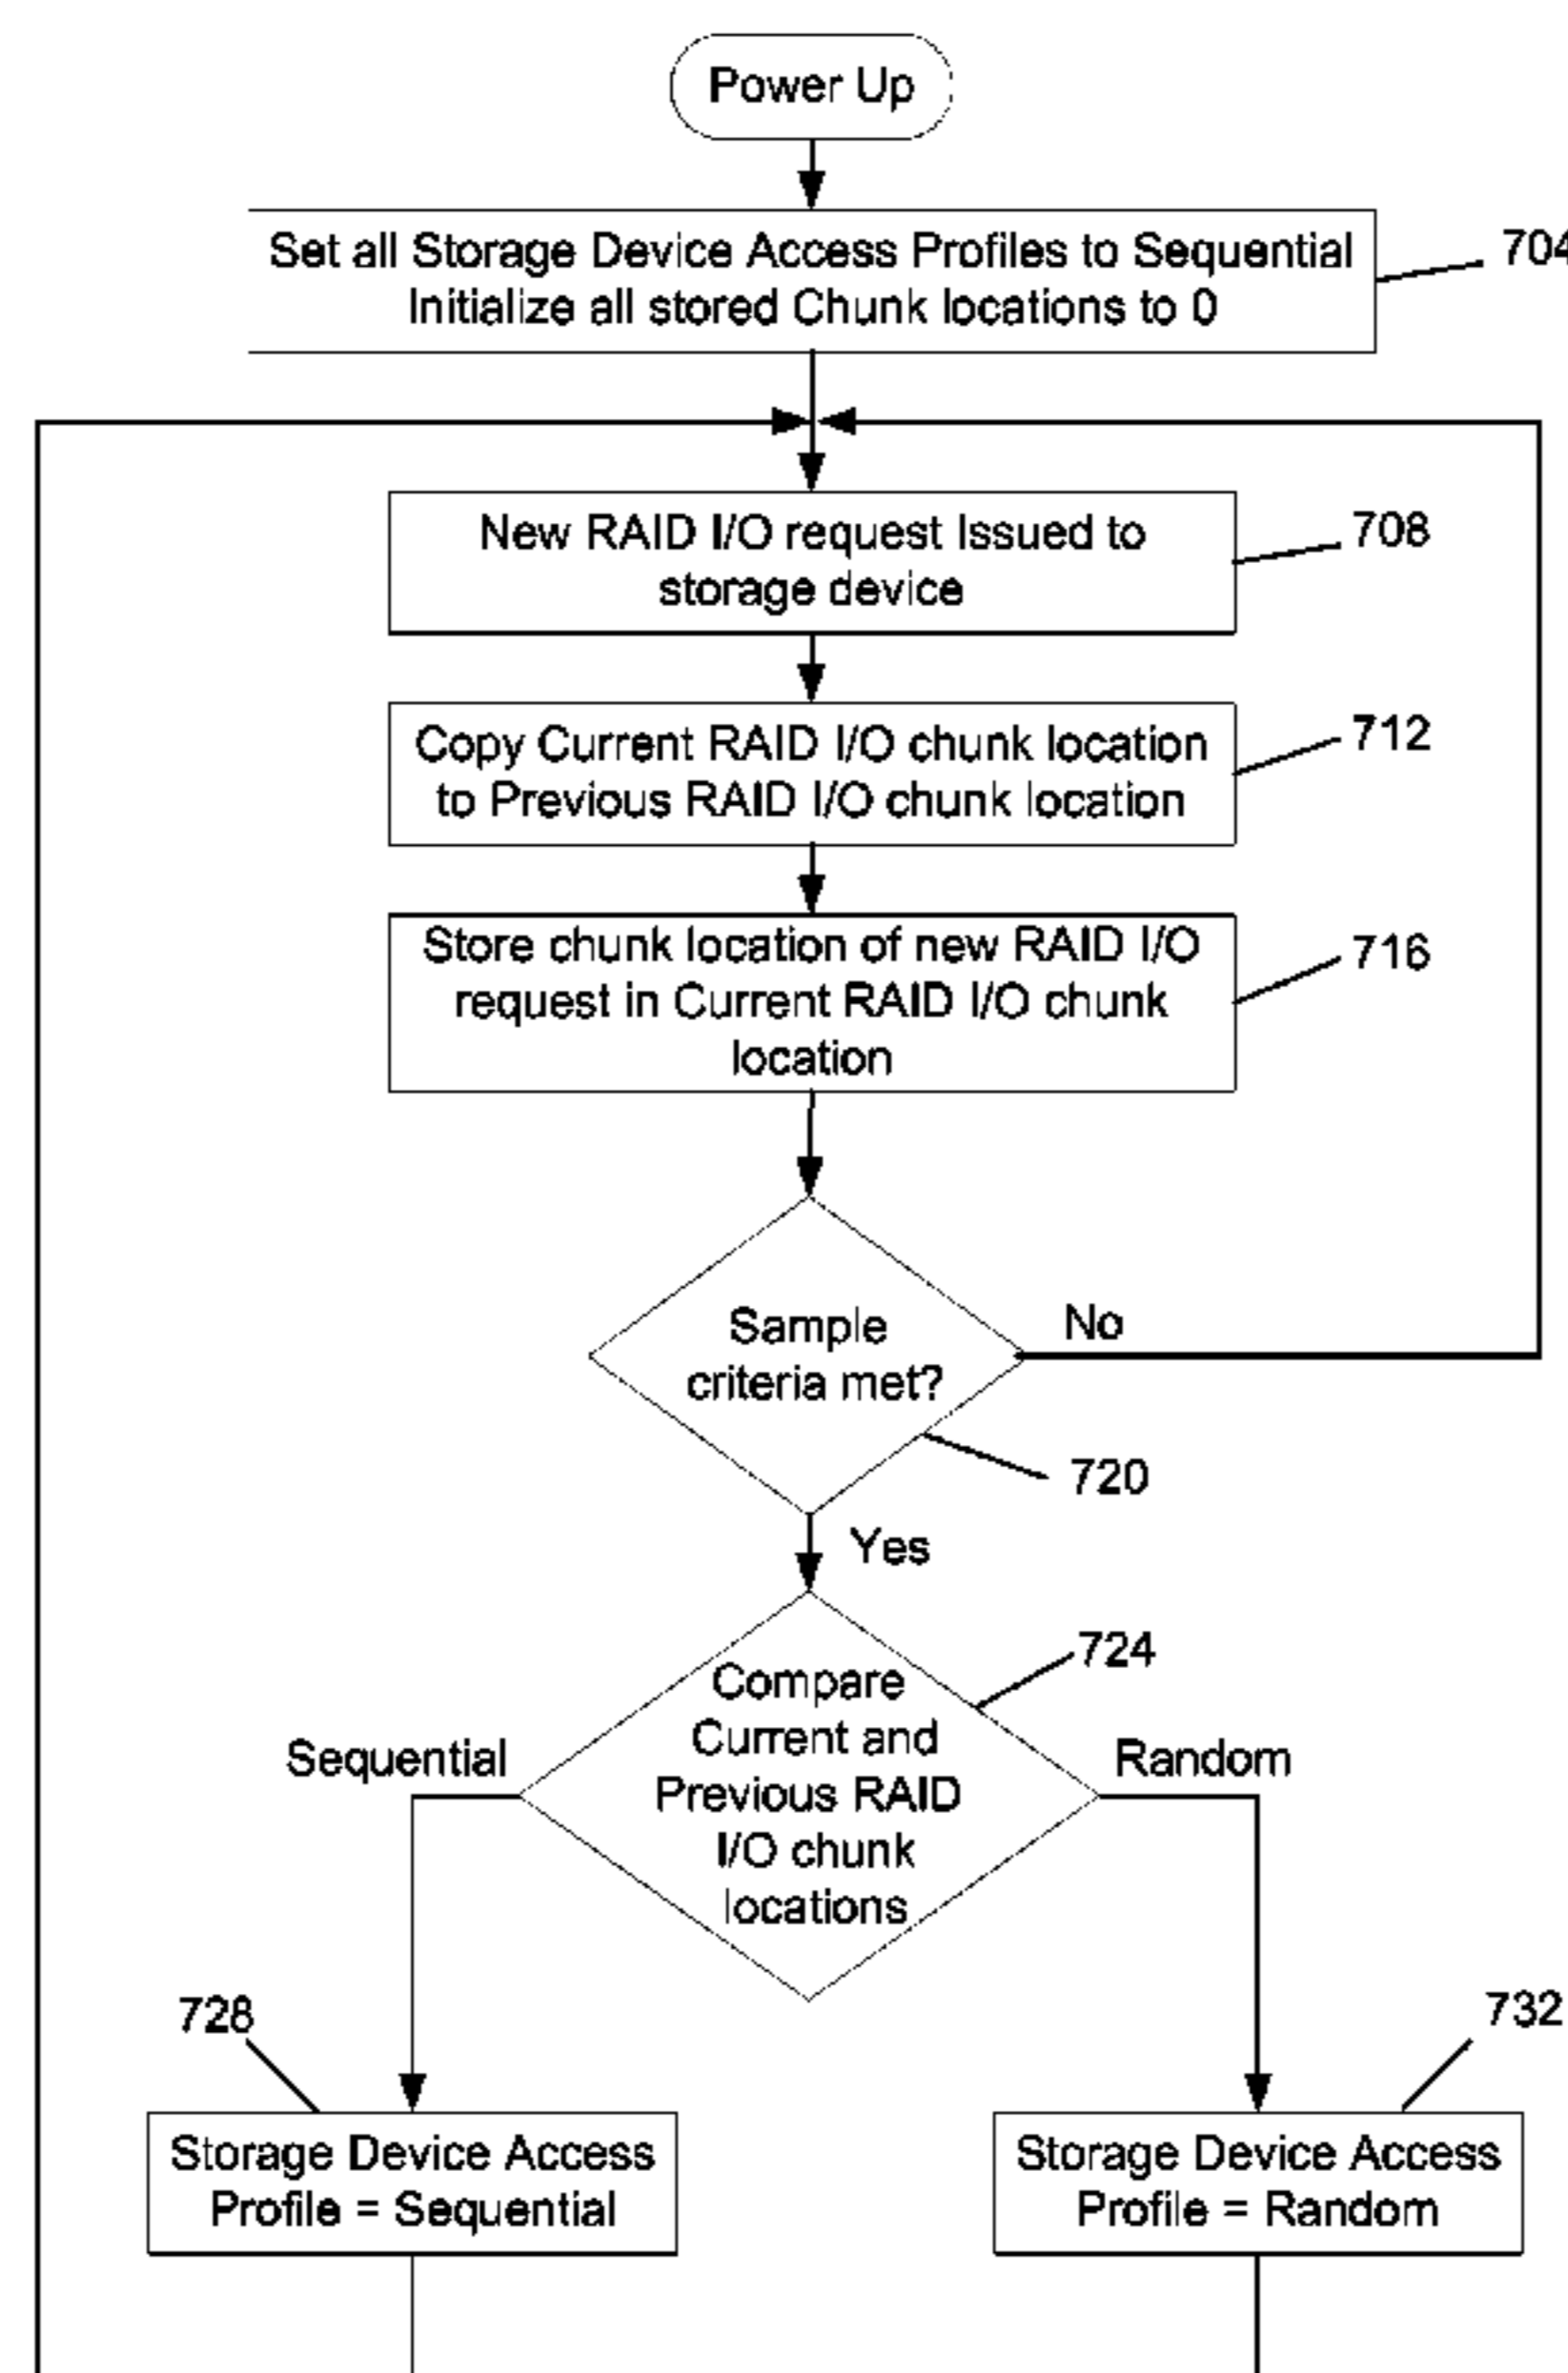 Power Up
Set all Storage Device Access Profiles to Sequential
Initialize all stored Chunk locations to 0
704
New RAID I/O request Issued to
storage device
708
Copy Current RAID I/O chunk location
to Previous RAID I/O chunk location
712
Store chunk location of new RAID I/O
request in Current RAID I/O chunk
location
716
Sample
criteria met?
No
720
Yes
724
Compare
Current and
Previous RAID
I/O chunk
locations
Sequential
Random
728
732
Storage Device Access
Profile = Sequential
Storage Device Access
Profile = Random